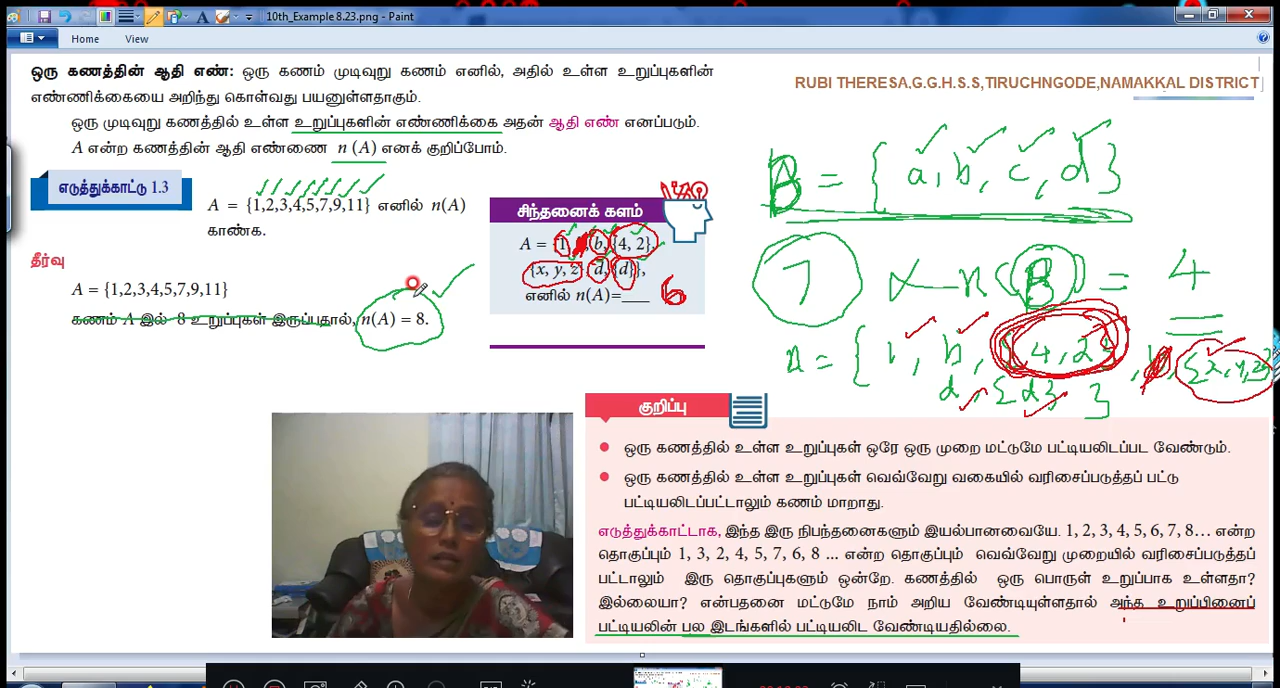 10th_Example 8.23.png - Paint
Home View
ஒரு கணத்தின் ஆதி எண்: ஒரு கணம் முடிவுறு கணம் எனில், அதில் உள்ள உறுப்புகளின்
எண்ணிக்கையை அறிந்து கொள்வது பயனுள்ளதாகும்.
ஒரு முடிவுறு கணத்தில் உள்ள உறுப்புகளின் எண்ணிக்கை அதன் ஆதி எண் எனப்படும்.
A என்ற கணத்தின் ஆதி எண்ணை n (A) எனக் குறிப்போம்.
எடுத்துக்காட்டு 1.3
A = {1,2,3,4,5,7,9,11} எனில் n(A)
காண்க.
தீர்வு
A = {1,2,3,4,5,7,9,11}
கணம் A இல் 8 உறுப்புகள் இருப்பதால், n(A) = 8.
சிந்தனைக் களம்
A = {1, b, {4, 2},
{x, y, z} d, {d}},
எனில் n(A)=___ 6
RUBI THERESA,G.G.H.S.S,TIRUCHNGODE,NAMAKKAL DISTRICT
B = { a, b, c, d }
7 n(B) = 4
குறிப்பு
ஒரு கணத்தில் உள்ள உறுப்புகள் ஒரே ஒரு முறை மட்டுமே பட்டியலிடப்பட வேண்டும்.
ஒரு கணத்தில் உள்ள உறுப்புகள் வெவ்வேறு வகையில் வரிசைப்படுத்தப் பட்டு
பட்டியலிடப்பட்டாலும் கணம் மாறாது.
எடுத்துக்காட்டாக, இந்த இரு நிபந்தனைகளும் இயல்பானவையே. 1, 2, 3, 4, 5, 6, 7, 8... என்ற
தொகுப்பும் 1, 3, 2, 4, 5, 7, 6, 8 ... என்ற தொகுப்பும் வெவ்வேறு முறையில் வரிசைப்படுத்தப்
பட்டாலும் இரு தொகுப்புகளும் ஒன்றே. கணத்தில் ஒரு பொருள் உறுப்பாக உள்ளதா?
இல்லையா? என்பதனை மட்டுமே நாம் அறிய வேண்டியுள்ளதால் அந்த உறுப்பினைப்
பட்டியலின் பல இடங்களில் பட்டியலிட வேண்டியதில்லை.